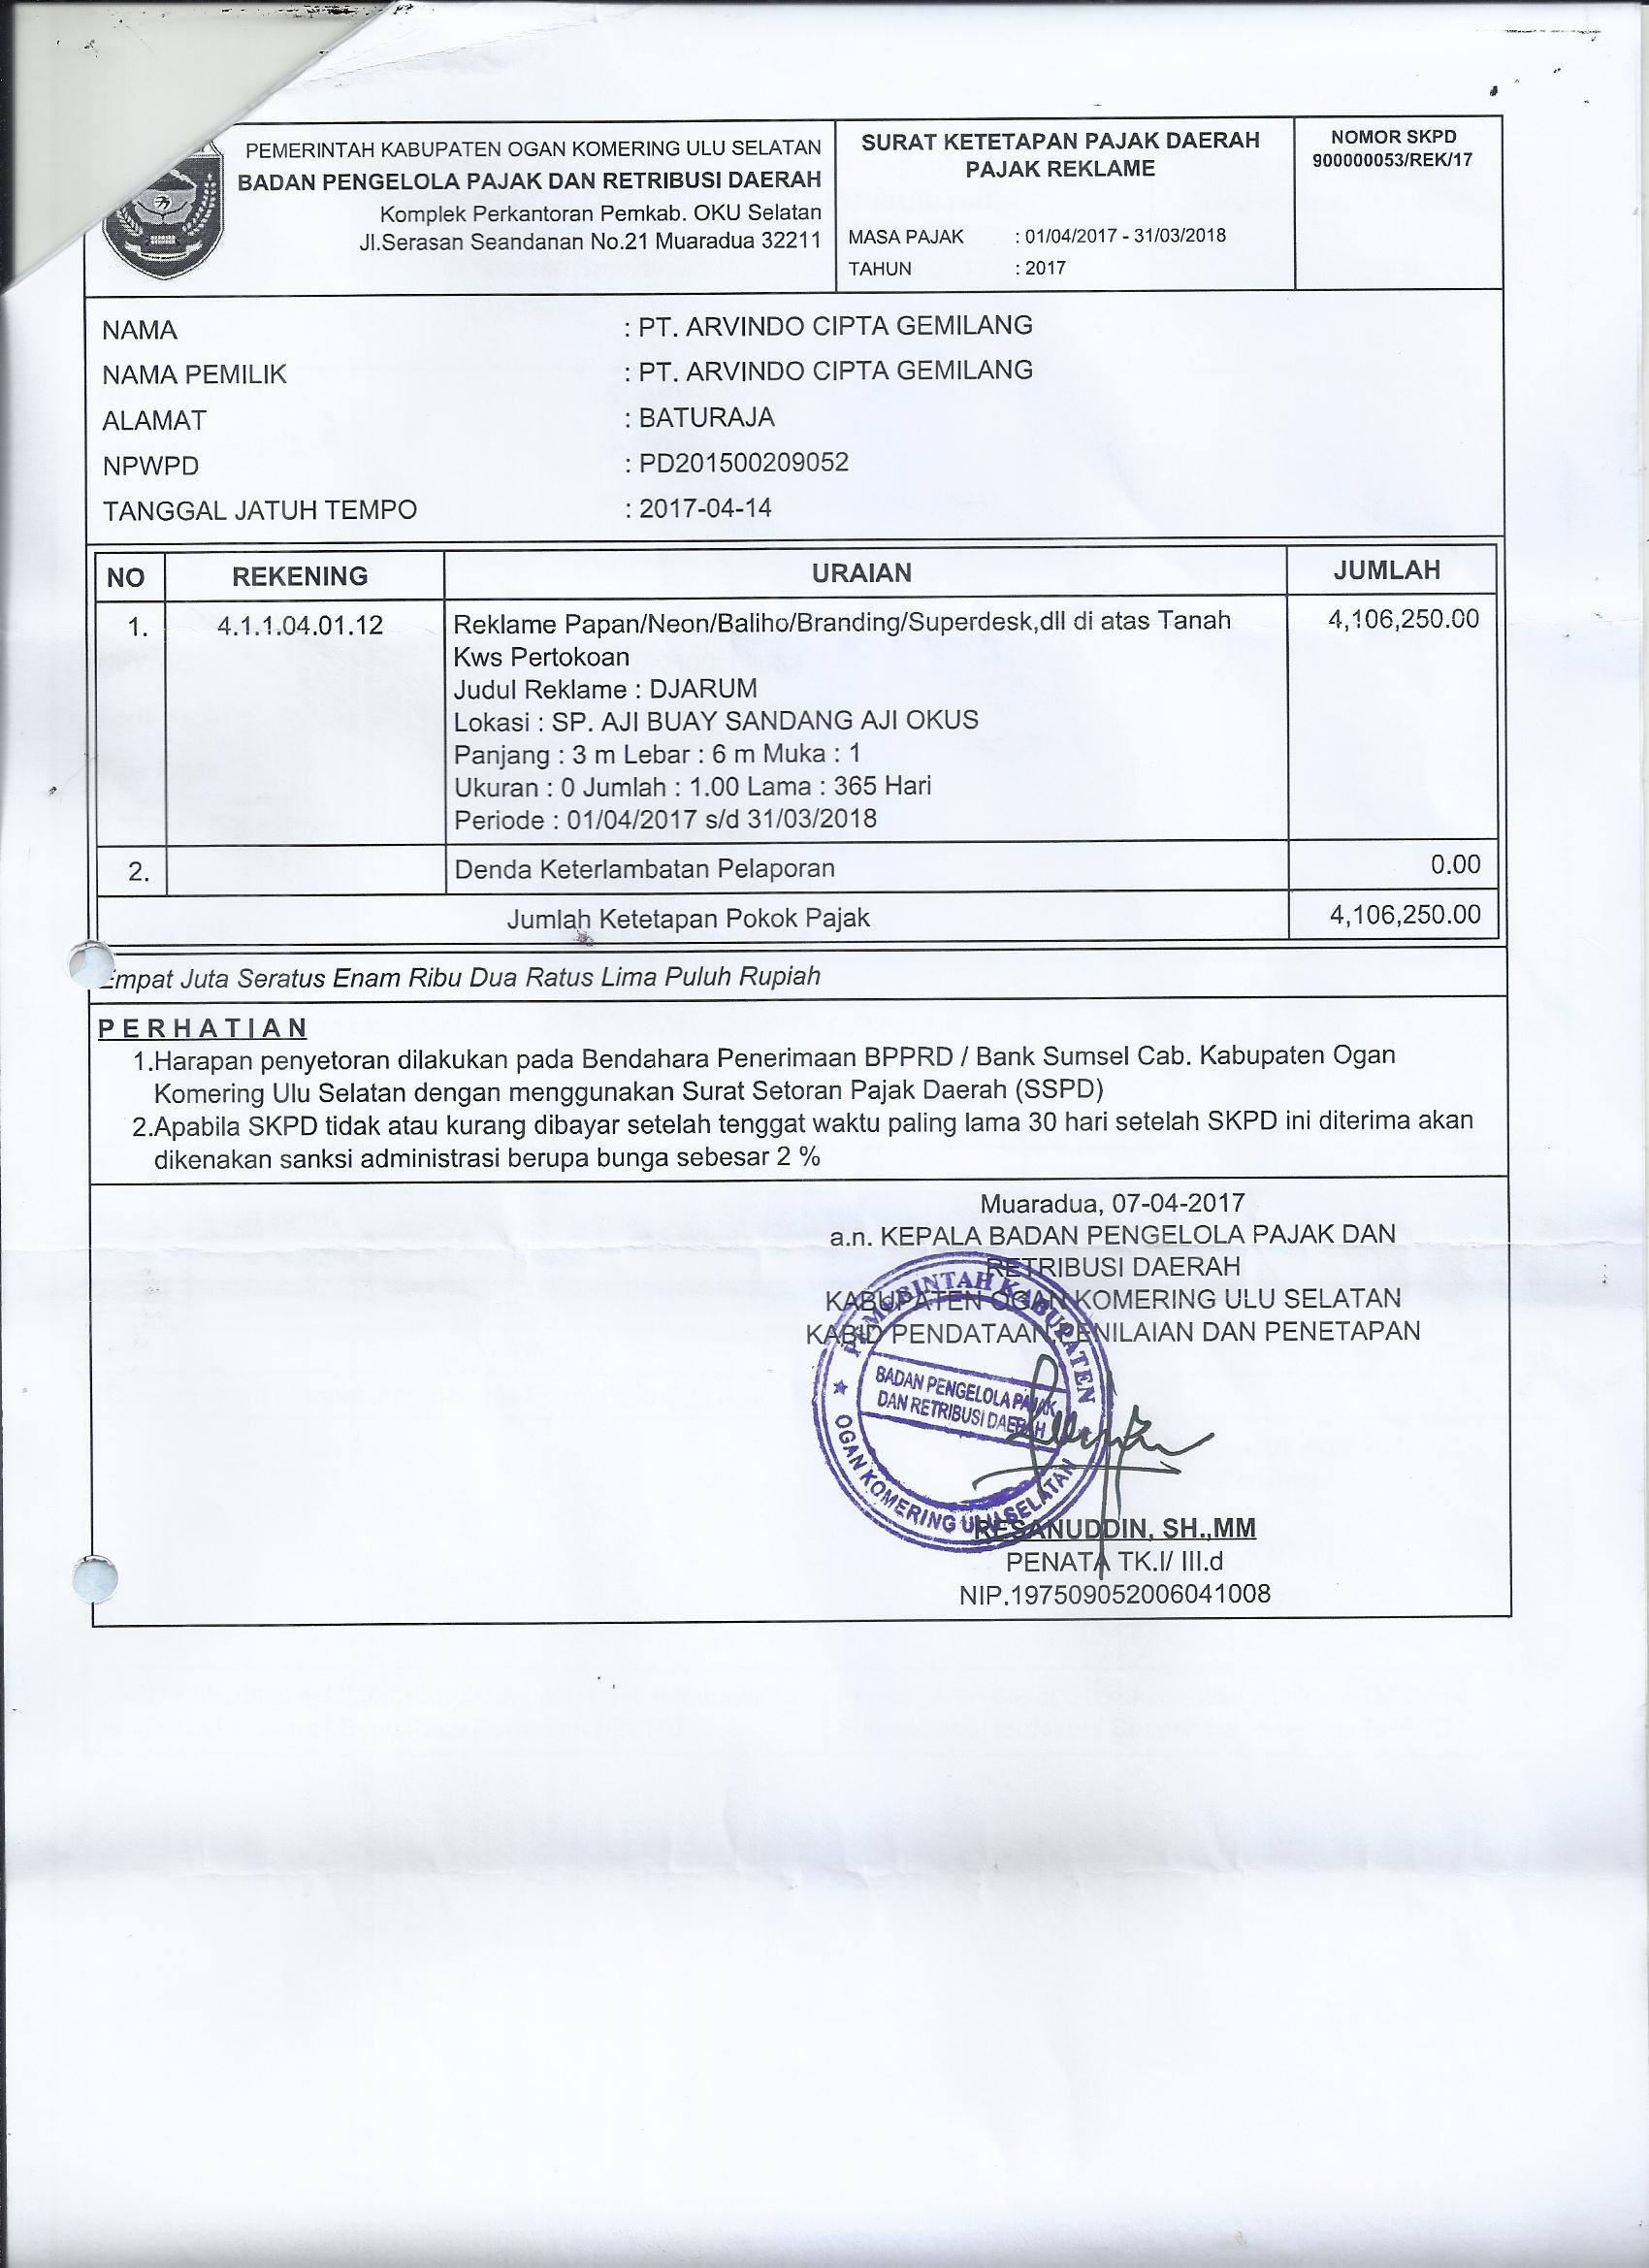 PEMERINTAH KABUPATEN OGAN KOMERING ULU SELATAN
BADAN PENGELOLA PAJAK DAN RETRIBUSI DAERAH
Komplek Perkantoran Pemkab. OKU Selatan
Jl.Serasan Seandanan No.21 Muaradua 32211
SURAT KETETAPAN PAJAK DAERAH
PAJAK REKLAME
MASA PAJAK : 01/04/2017 - 31/03/2018
TAHUN : 2017
NOMOR SKPD
900000053/REK/17
NAMA : PT. ARVINDO CIPTA GEMILANG
NAMA PEMILIK : PT. ARVINDO CIPTA GEMILANG
ALAMAT : BATURAJA
NPWPD : PD201500209052
TANGGAL JATUH TEMPO : 2017-04-14
NO REKENING URAIAN JUMLAH
1. 4.1.1.04.01.12 Reklame Papan/Neon/Baliho/Branding/Superdesk,dll di atas Tanah 4,106,250.00
Kws Pertokoan
Judul Reklame : DJARUM
Lokasi : SP. AJI BUAY SANDANG AJI OKUS
Panjang : 3 m Lebar : 6 m Muka : 1
Ukuran : 0 Jumlah : 1.00 Lama : 365 Hari
Periode : 01/04/2017 s/d 31/03/2018
2. Denda Keterlambatan Pelaporan 0.00
Jumlah Ketetapan Pokok Pajak 4,106,250.00
Empat Juta Seratus Enam Ribu Dua Ratus Lima Puluh Rupiah
PERHATIAN
1.Harapan penyetoran dilakukan pada Bendahara Penerimaan BPPRD / Bank Sumsel Cab. Kabupaten Ogan
Komering Ulu Selatan dengan menggunakan Surat Setoran Pajak Daerah (SSPD)
2.Apabila SKPD tidak atau kurang dibayar setelah tenggat waktu paling lama 30 hari setelah SKPD ini diterima akan
dikenakan sanksi administrasi berupa bunga sebesar 2 %
Muaradua, 07-04-2017
a.n. KEPALA BADAN PENGELOLA PAJAK DAN
RETRIBUSI DAERAH
KABUPATEN OGAN KOMERING ULU SELATAN
KABID PENDATAAN,PENILAIAN DAN PENETAPAN
PEMERINTAH KABUPATEN
BADAN PENGELOLA PAJAK
DAN RETRIBUSI DAERAH
OGAN KOMERING ULU SELATAN
RESANUDDIN, SH.,MM
PENATA TK.I/ III.d
NIP.197509052006041008